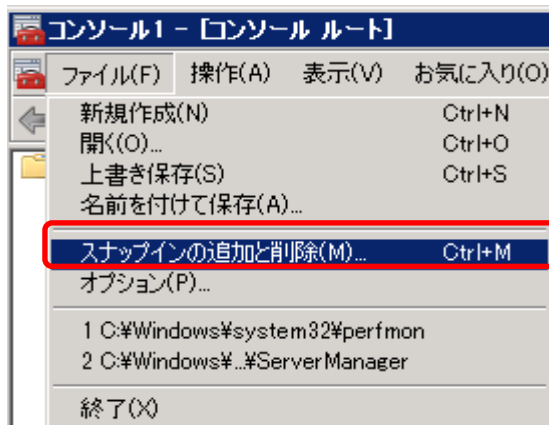 コンソール1 - [コンソール ルート]
ファイル(F) 操作(A) 表示(V) お気に入り(O)
新規作成(N) Ctrl+N
開く(O)... Ctrl+O
上書き保存(S) Ctrl+S
名前を付けて保存(A)...
スナップインの追加と削除(M)... Ctrl+M
オプション(P)...
1 C:¥Windows¥system32¥perfmon
2 C:¥Windows¥...¥ServerManager
終了(X)